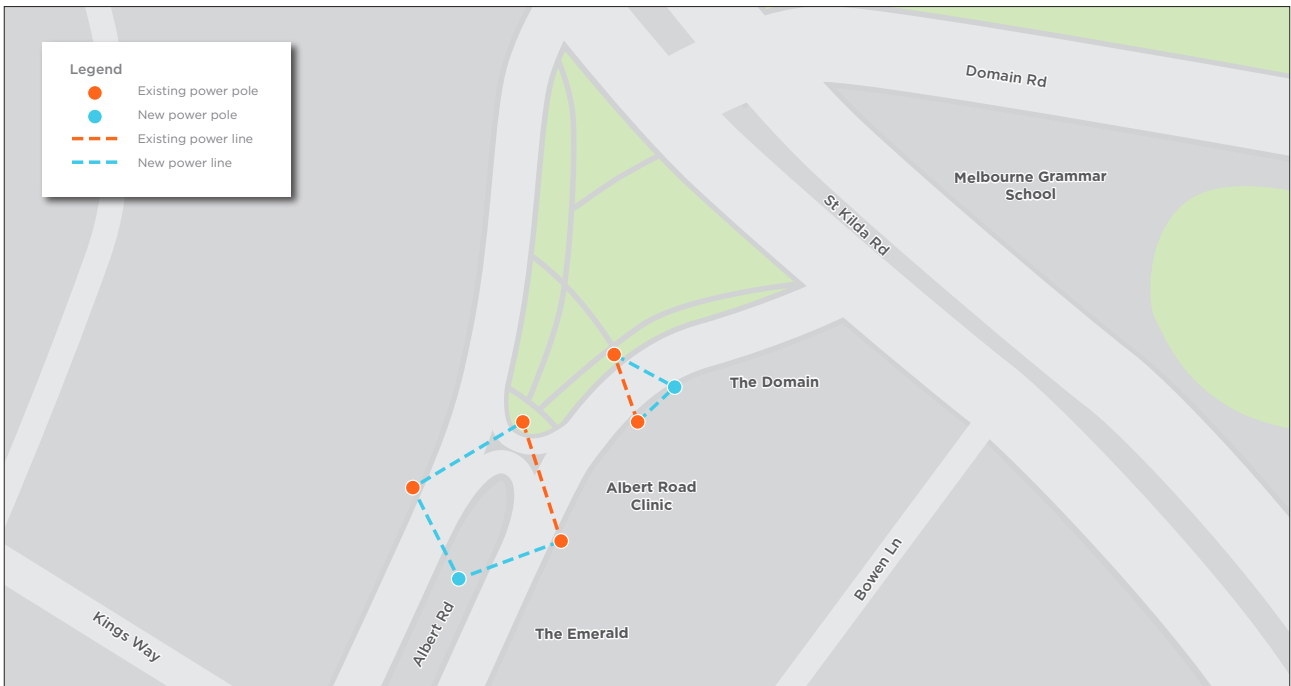 Legend
Existing power pole
New power pole
Existing power line
New power line
Domain Rd
Melbourne Grammar
School
St Kilda Rd
The Domain
Albert Road
Clinic
Bowen Ln
Albert Rd
The Emerald
Kings Way